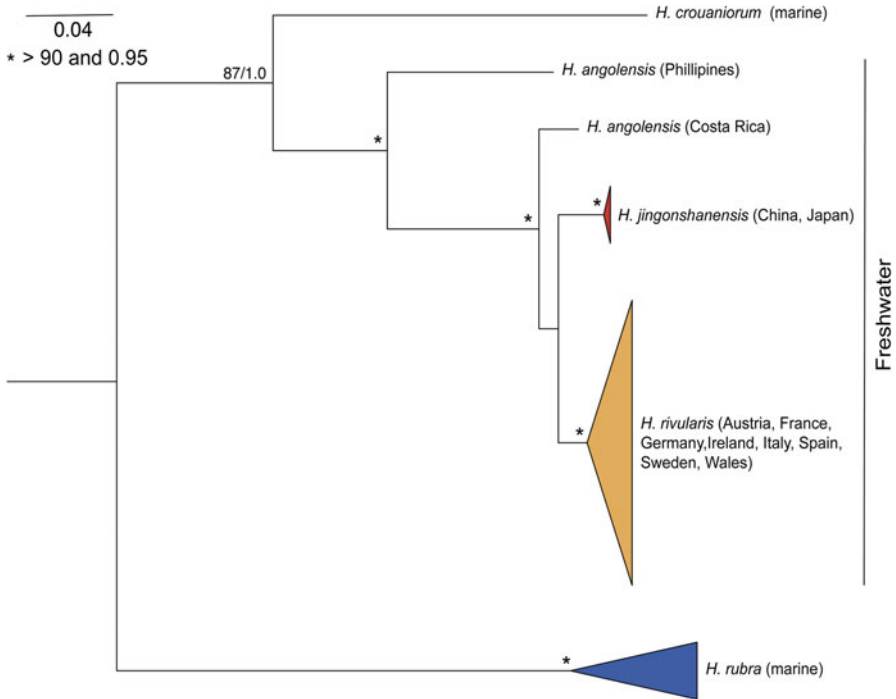 0.04
* > 90 and 0.95
H. crouaniorum (marine)
87/1.0
H. angolensis (Phillipines)
*
H. angolensis (Costa Rica)
*
*
H. jingonshanensis (China, Japan)
Freshwater
*
H. rivularis (Austria, France,
Germany,Ireland, Italy, Spain,
Sweden, Wales)
*
H. rubra (marine)